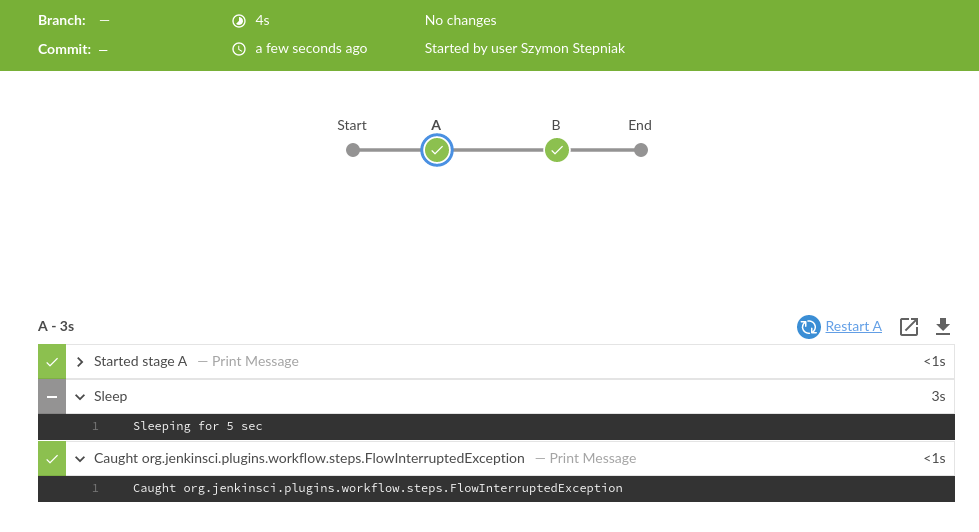 Branch: — 4s No changes
Commit: — a few seconds ago Started by user Szymon Stepniak
Start A B End
A - 3s Restart A
Started stage A — Print Message <1s
Sleep 3s
1 Sleeping for 5 sec
Caught org.jenkinsci.plugins.workflow.steps.FlowInterruptedException — Print Message <1s
1 Caught org.jenkinsci.plugins.workflow.steps.FlowInterruptedException